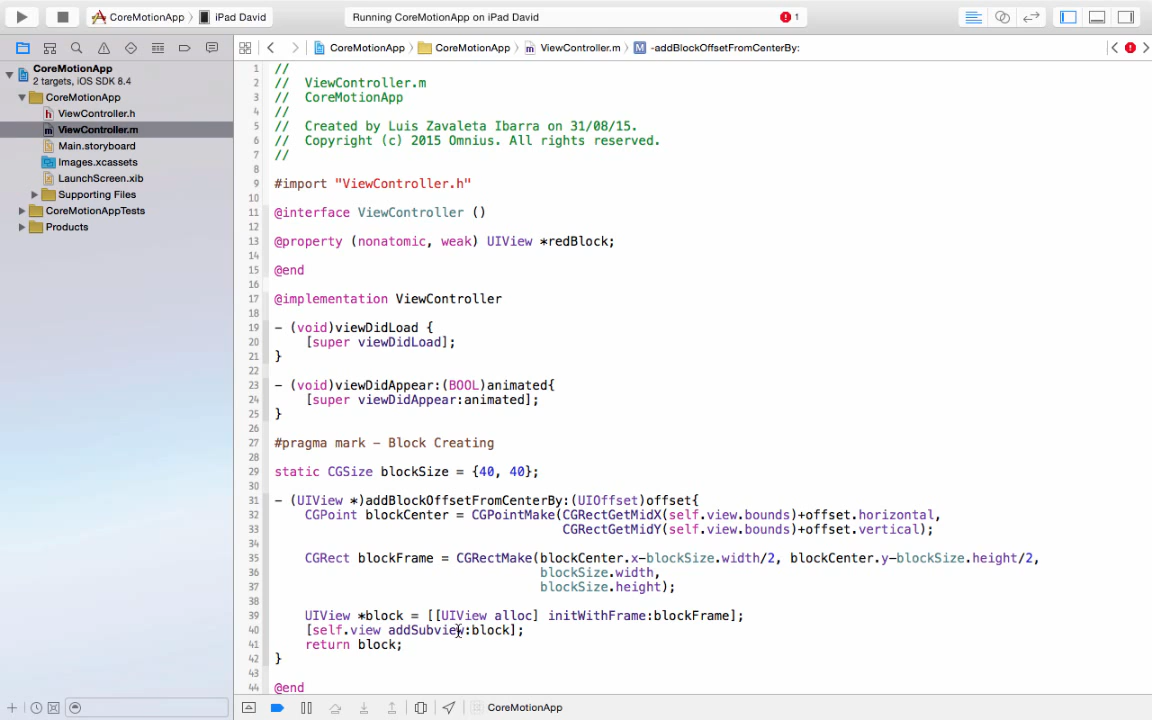 CoreMotionApp iPad David Running CoreMotionApp on iPad David 1
CoreMotionApp CoreMotionApp ViewController.m M -addBlockOffsetFromCenterBy:
CoreMotionApp
2 targets, iOS SDK 8.4
CoreMotionApp
h ViewController.h
m ViewController.m
Main.storyboard
Images.xcassets
LaunchScreen.xib
Supporting Files
CoreMotionAppTests
Products
1 //
2 //  ViewController.m
3 //  CoreMotionApp
4 //
5 //  Created by Luis Zavaleta Ibarra on 31/08/15.
6 //  Copyright (c) 2015 Omnius. All rights reserved.
7 //
8
9 #import "ViewController.h"
10
11 @interface ViewController ()
12
13 @property (nonatomic, weak) UIView *redBlock;
14
15 @end
16
17 @implementation ViewController
18
19 - (void)viewDidLoad {
20     [super viewDidLoad];
21 }
22
23 - (void)viewDidAppear:(BOOL)animated{
24     [super viewDidAppear:animated];
25 }
26
27 #pragma mark - Block Creating
28
29 static CGSize blockSize = {40, 40};
30
31 - (UIView *)addBlockOffsetFromCenterBy:(UIOffset)offset{
32     CGPoint blockCenter = CGPointMake(CGRectGetMidX(self.view.bounds)+offset.horizontal,
33                                       CGRectGetMidY(self.view.bounds)+offset.vertical);
34
35     CGRect blockFrame = CGRectMake(blockCenter.x-blockSize.width/2, blockCenter.y-blockSize.height/2,
36                                    blockSize.width,
37                                    blockSize.height);
38
39     UIView *block = [[UIView alloc] initWithFrame:blockFrame];
40     [self.view addSubview:block];
41     return block;
42 }
43
44 @end
CoreMotionApp